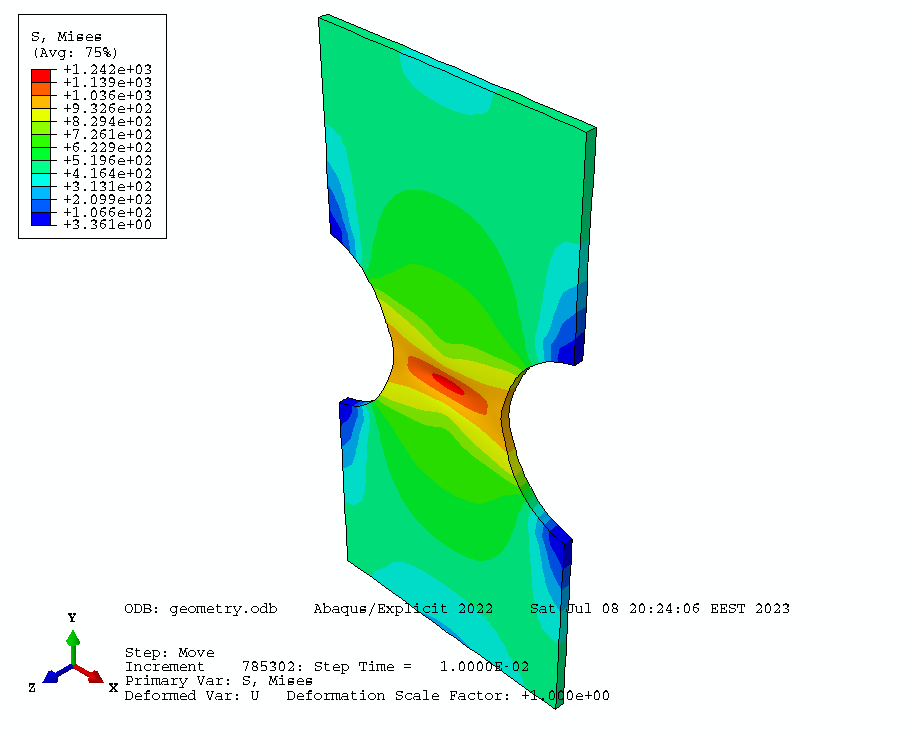 S, Mises
(Avg: 75%)
+1.242e+03
+1.139e+03
+1.036e+03
+9.326e+02
+8.294e+02
+7.261e+02
+6.229e+02
+5.196e+02
+4.164e+02
+3.131e+02
+2.099e+02
+1.066e+02
+3.361e+00
ODB: geometry.odb    Abaqus/Explicit 2022    Sat Jul 08 20:24:06 EEST 2023
Y
Z
X
Step: Move
Increment    785302: Step Time =    1.0000E-02
Primary Var: S, Mises
Deformed Var: U   Deformation Scale Factor: +1.000e+00